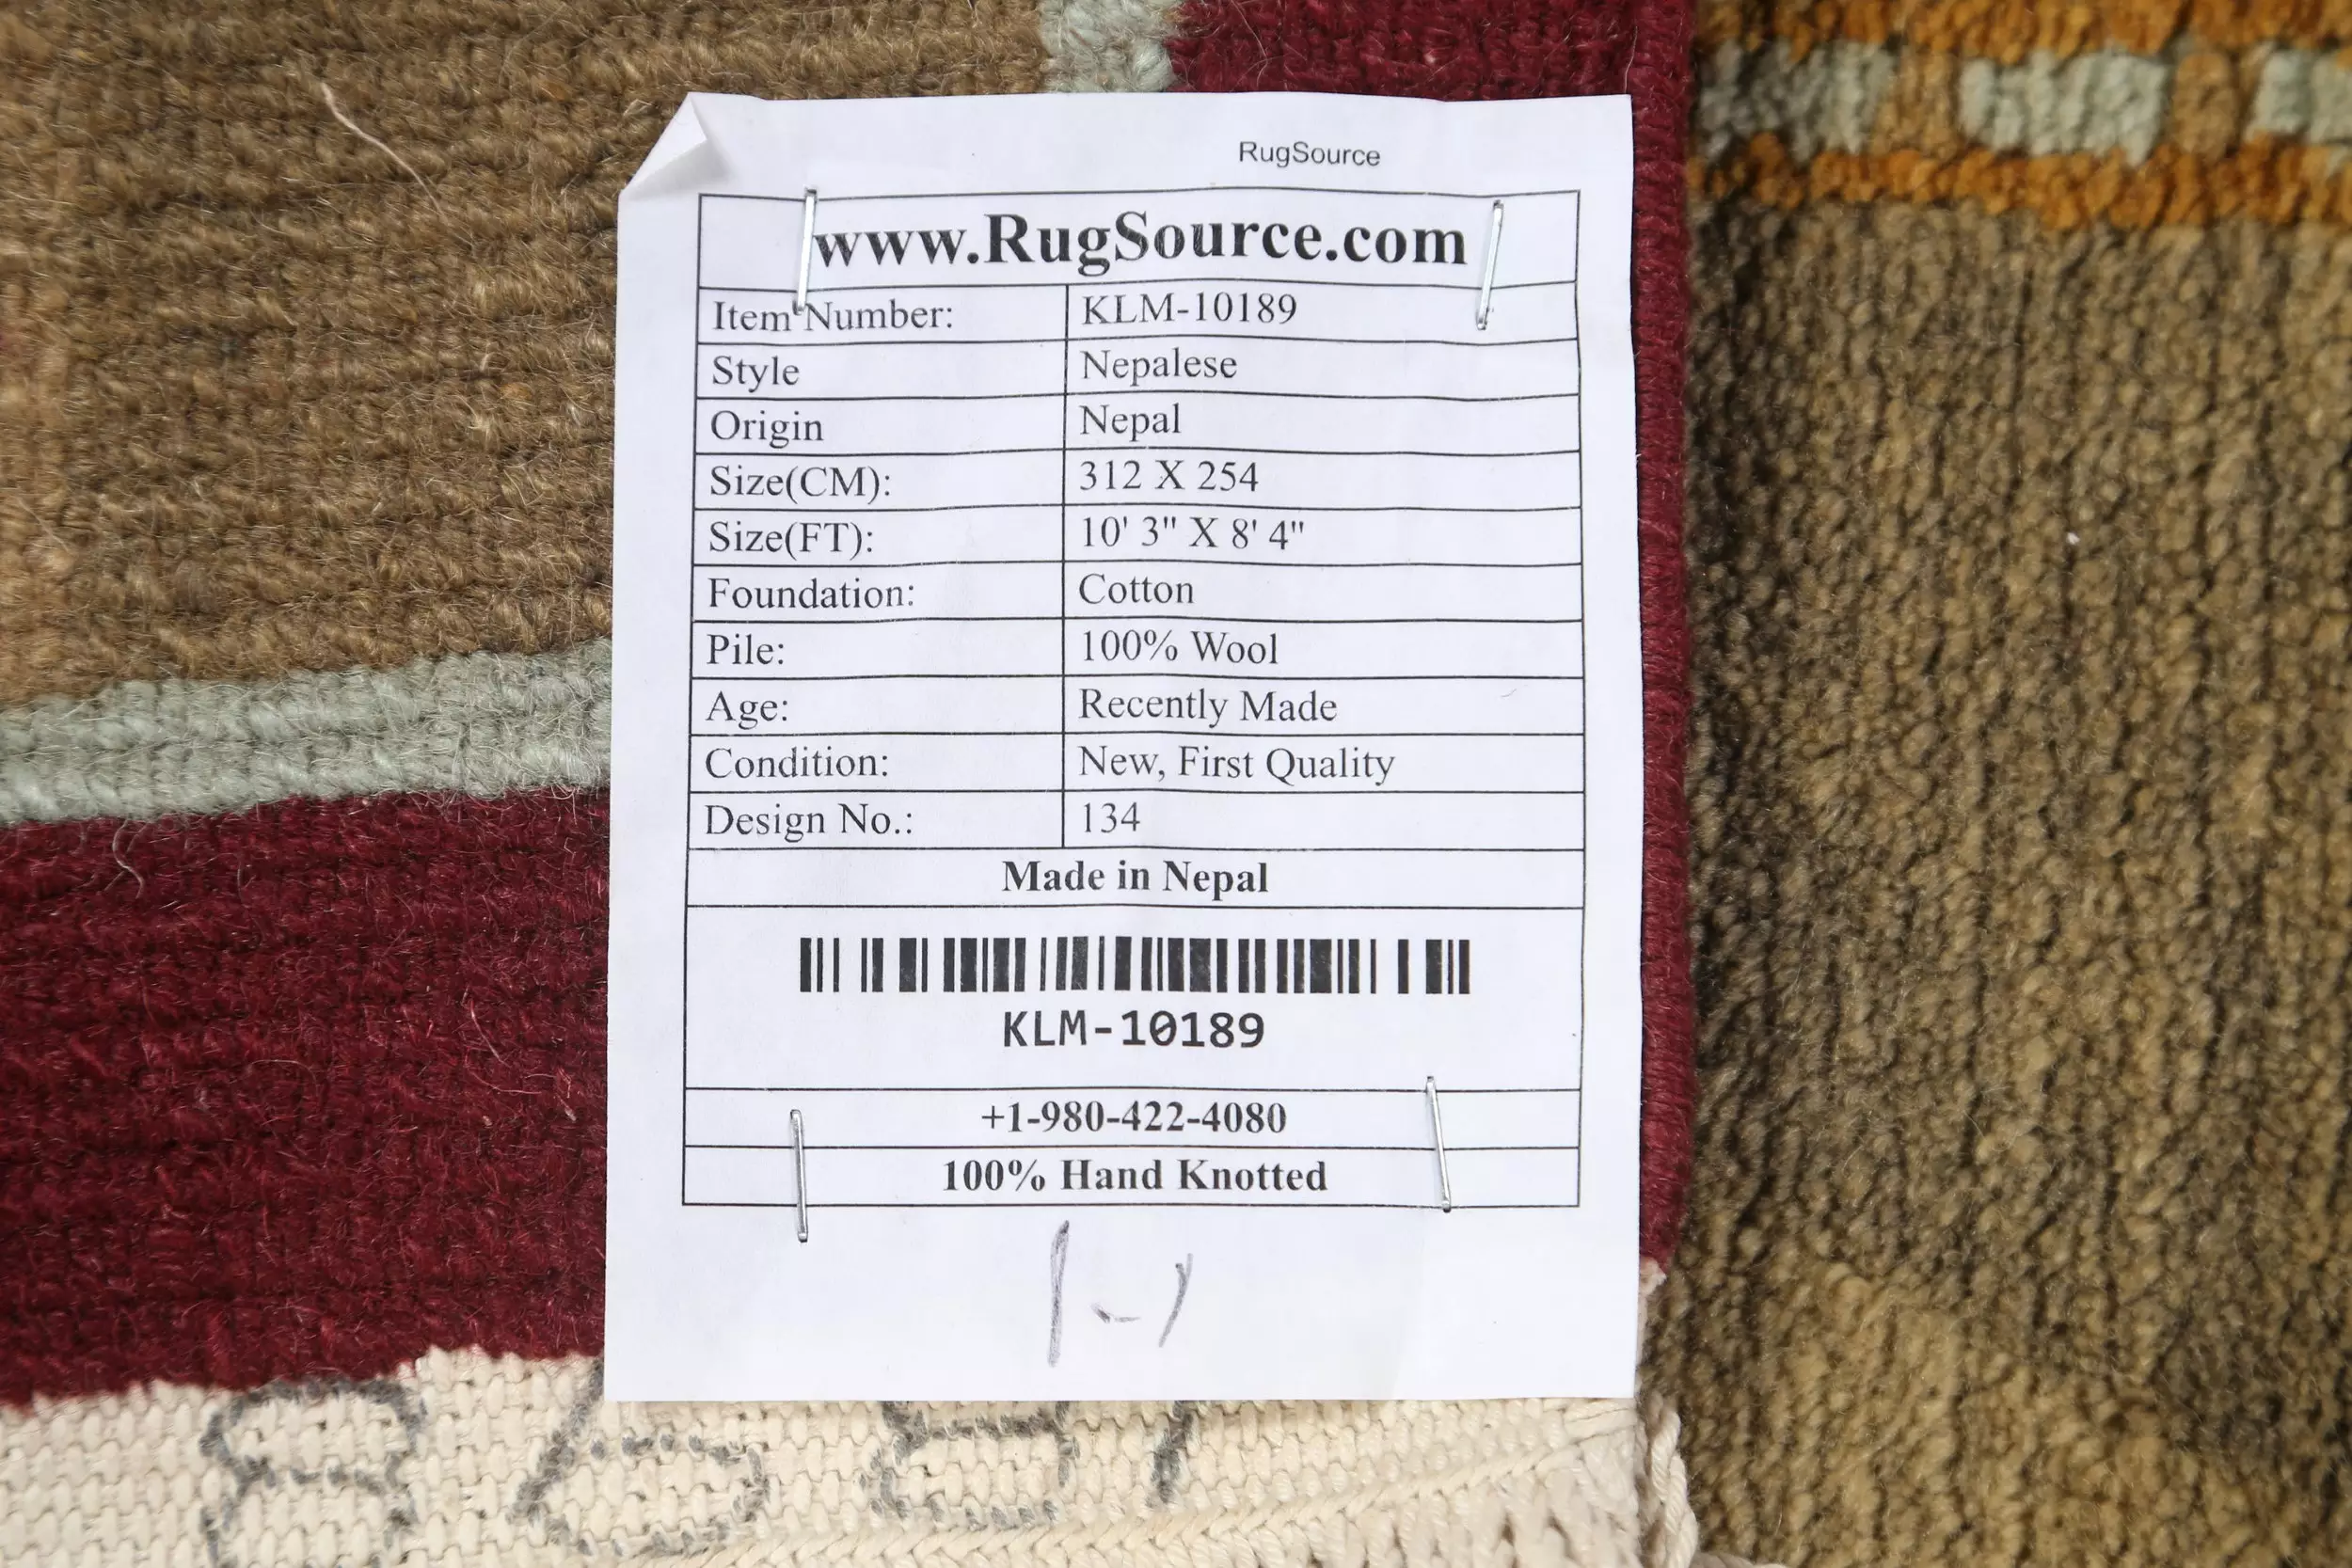 RugSource
www.RugSource.com
Item Number: KLM-10189
Style Nepalese
Origin Nepal
Size(CM): 312 X 254
Size(FT): 10' 3" X 8' 4"
Foundation: Cotton
Pile: 100% Wool
Age: Recently Made
Condition: New, First Quality
Design No.: 134
Made in Nepal
KLM-10189
+1-980-422-4080
100% Hand Knotted